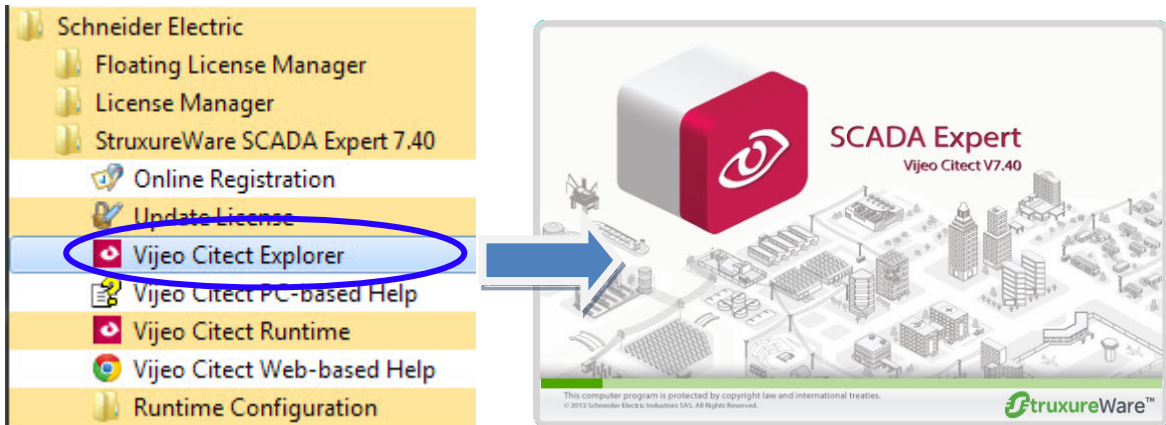 Schneider Electric
Floating License Manager
License Manager
StruxureWare SCADA Expert 7.40
Online Registration
Update License
Vijeo Citect Explorer
Vijeo Citect PC-based Help
Vijeo Citect Runtime
Vijeo Citect Web-based Help
Runtime Configuration
SCADA Expert
Vijeo Citect V7.40
This computer program is protected by copyright law and international treaties.
© 2013 Schneider Electric Industries SAS. All Rights Reserved.
StruxureWare™